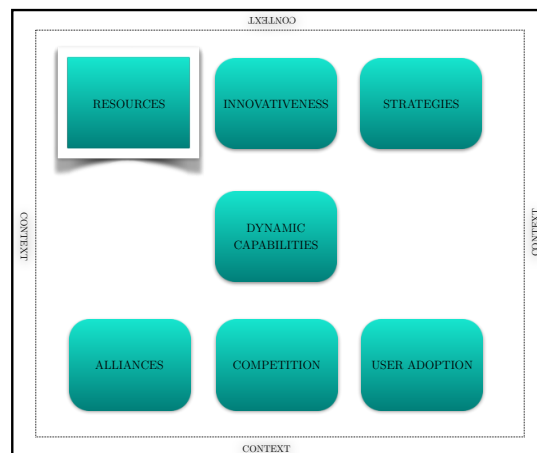 CONTEXT
RESOURCES
INNOVATIVENESS
STRATEGIES
CONTEXT
DYNAMIC
CAPABILITIES
CONTEXT
ALLIANCES
COMPETITION
USER ADOPTION
CONTEXT